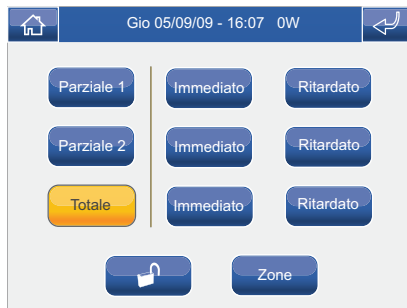 Gio 05/09/09 - 16:07 0W
Parziale 1 Immediato Ritardato
Parziale 2 Immediato Ritardato
Totale Immediato Ritardato
Zone